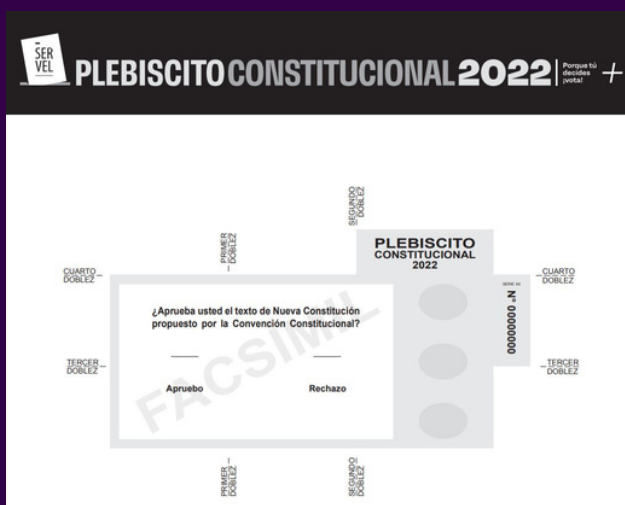 SER
VEL
PLEBISCITO CONSTITUCIONAL 2022
Porque tú
decides
¡vota!
SEGUNDO
DOBLEZ
PRIMER
DOBLEZ
PLEBISCITO
CONSTITUCIONAL
2022
CUARTO
DOBLEZ
CUARTO
DOBLEZ
N° 00000000
¿Aprueba usted el texto de Nueva Constitución
propuesto por la Convención Constitucional?
FACSÍMIL
TERCER
DOBLEZ
TERCER
DOBLEZ
Apruebo
Rechazo
PRIMER
DOBLEZ
SEGUNDO
DOBLEZ